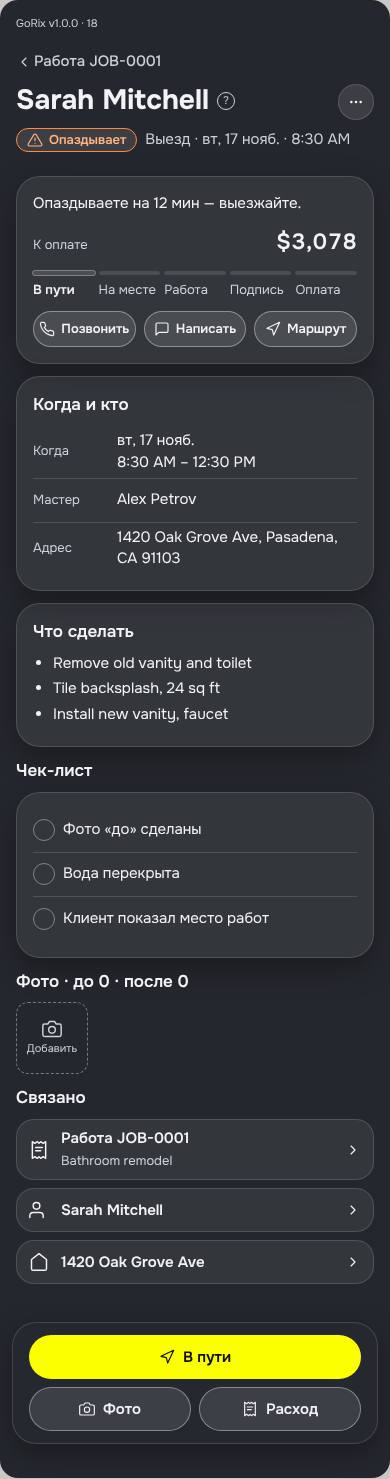 GoRix v1.0.0 · 18
Работа JOB-0001
Sarah Mitchell ?
Опаздывает Выезд · вт, 17 нояб. · 8:30 AM
Опаздываете на 12 мин — выезжайте.
К оплате $3,078
В пути На месте Работа Подпись Оплата
Позвонить Написать Маршрут
Когда и кто
Когда вт, 17 нояб.
8:30 AM – 12:30 PM
Мастер Alex Petrov
Адрес 1420 Oak Grove Ave, Pasadena,
CA 91103
Что сделать
• Remove old vanity and toilet
• Tile backsplash, 24 sq ft
• Install new vanity, faucet
Чек-лист
Фото «до» сделаны
Вода перекрыта
Клиент показал место работ
Фото · до 0 · после 0
Добавить
Связано
Работа JOB-0001
Bathroom remodel
Sarah Mitchell
1420 Oak Grove Ave
В пути
Фото Расход